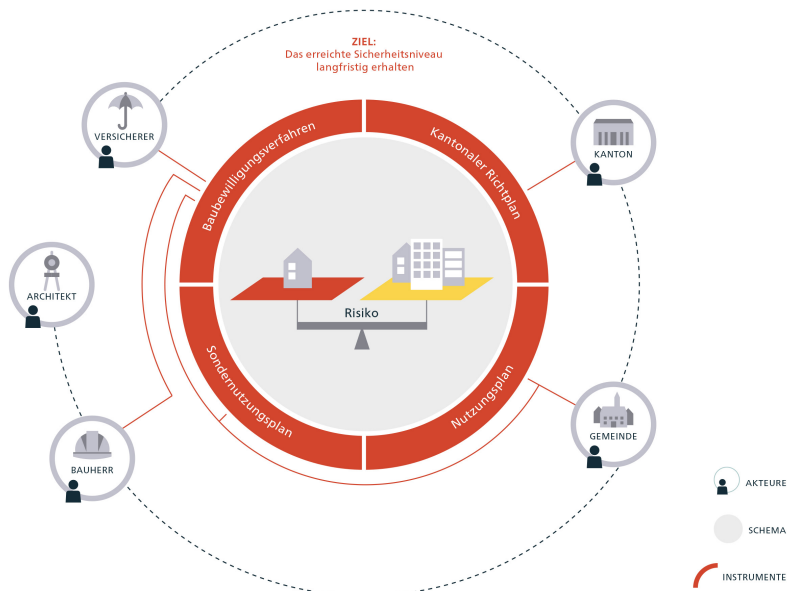 ZIEL:
Das erreichte Sicherheitsniveau
langfristig erhalten
VERSICHERER
KANTON
Baubewilligungsverfahren
Kantonaler Richtplan
ARCHITEKT
Risiko
Sondernutzungsplan
Nutzungsplan
GEMEINDE
BAUHERR
AKTEURE
SCHEMA
INSTRUMENTE